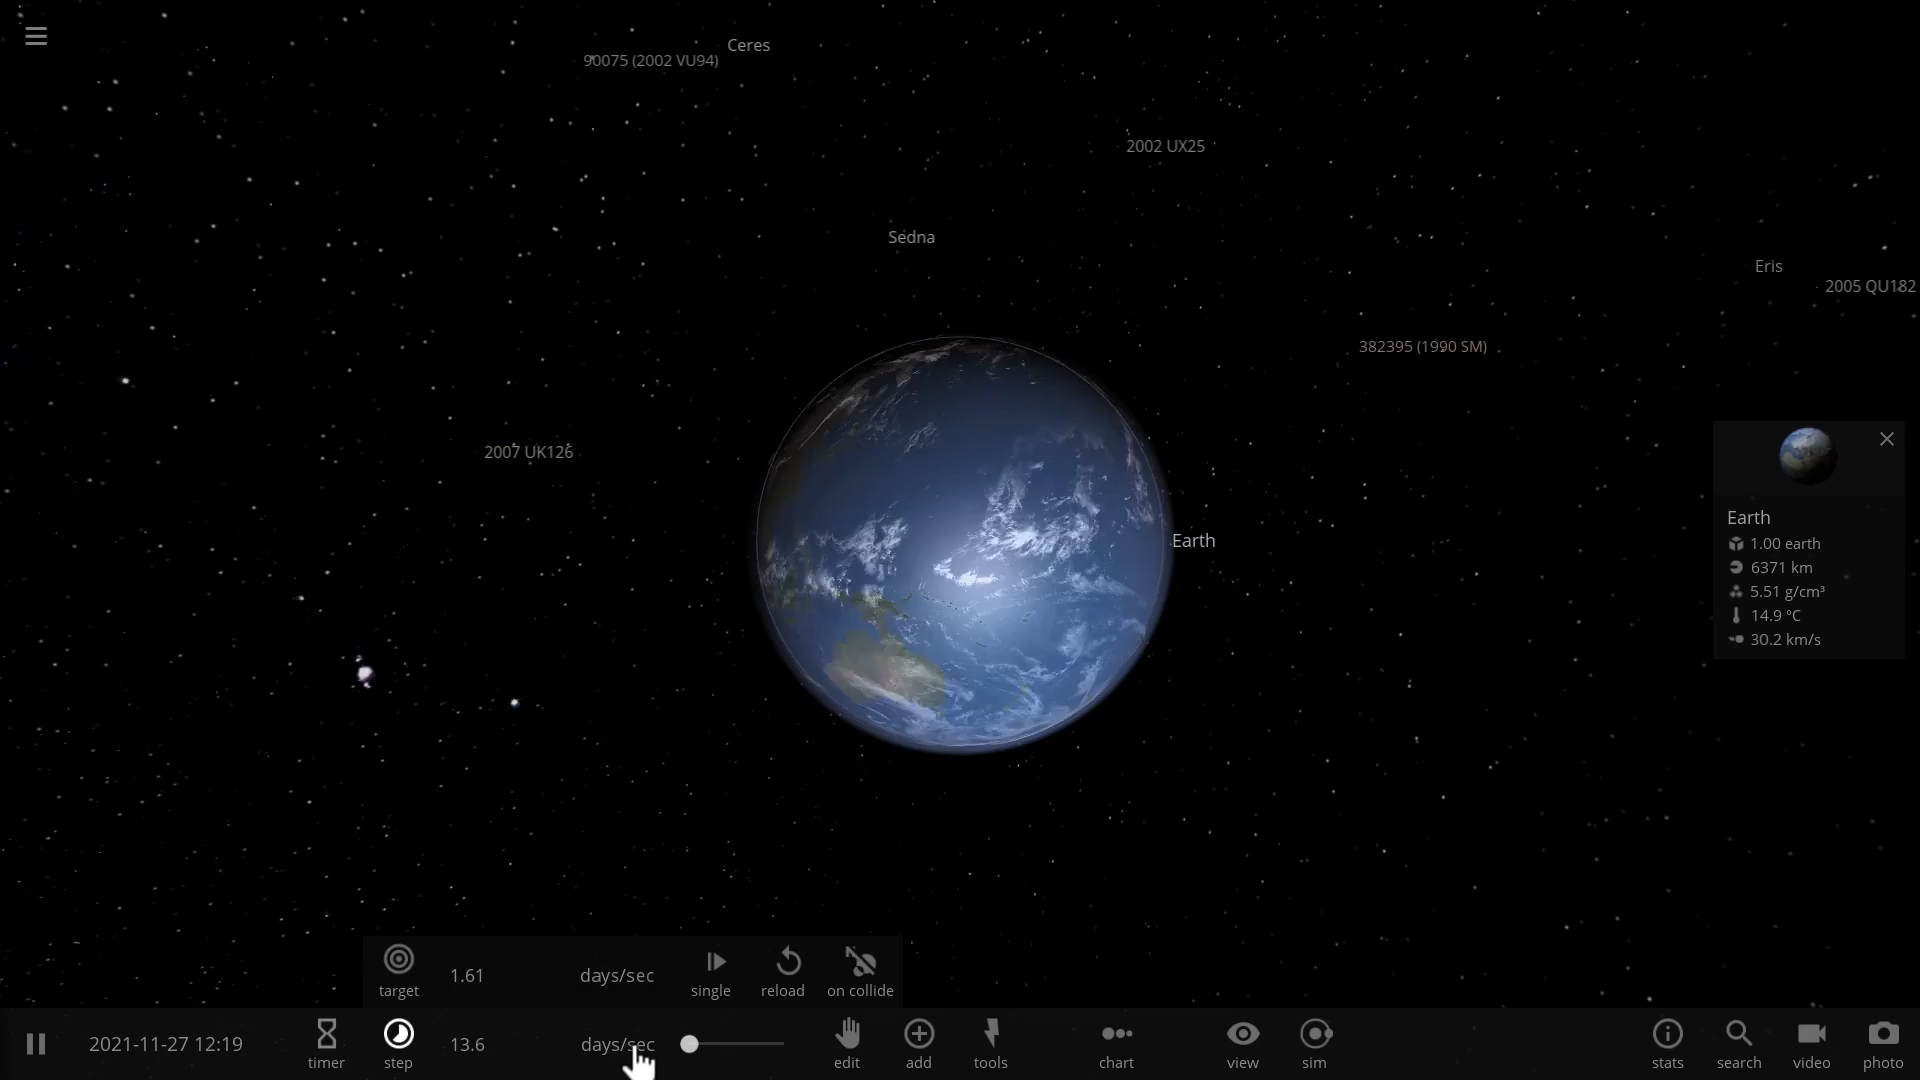 Ceres
90075 (2002 VU94)
2002 UX25
Sedna
Eris
2005 QU182
382395 (1990 SM)
2007 UK126
Earth
Earth
1.00 earth
6371 km
5.51 g/cm³
14.9 °C
30.2 km/s
target
1.61
days/sec
single
reload
on collide
2021-11-27 12:19
timer
step
13.6
days/sec
edit
add
tools
chart
view
sim
stats
search
video
photo